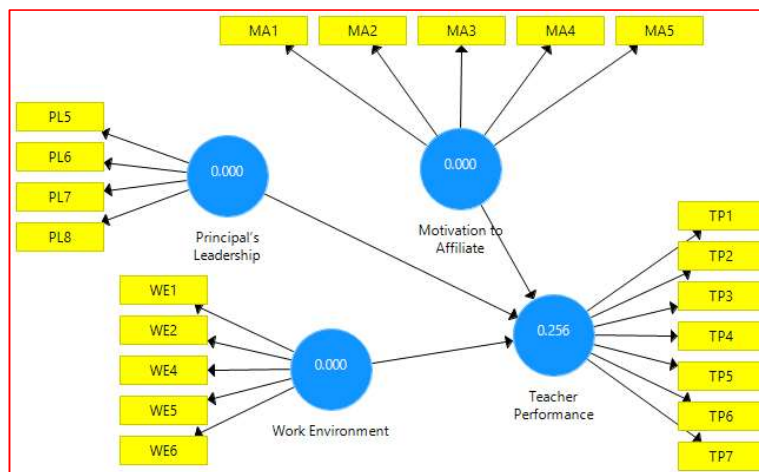 MA1
MA2
MA3
MA4
MA5
PL5
PL6
PL7
PL8
0.000
Principal's
Leadership
0.000
Motivation to
Affiliate
WE1
WE2
WE4
WE5
WE6
0.000
Work Environment
0.256
Teacher
Performance
TP1
TP2
TP3
TP4
TP5
TP6
TP7